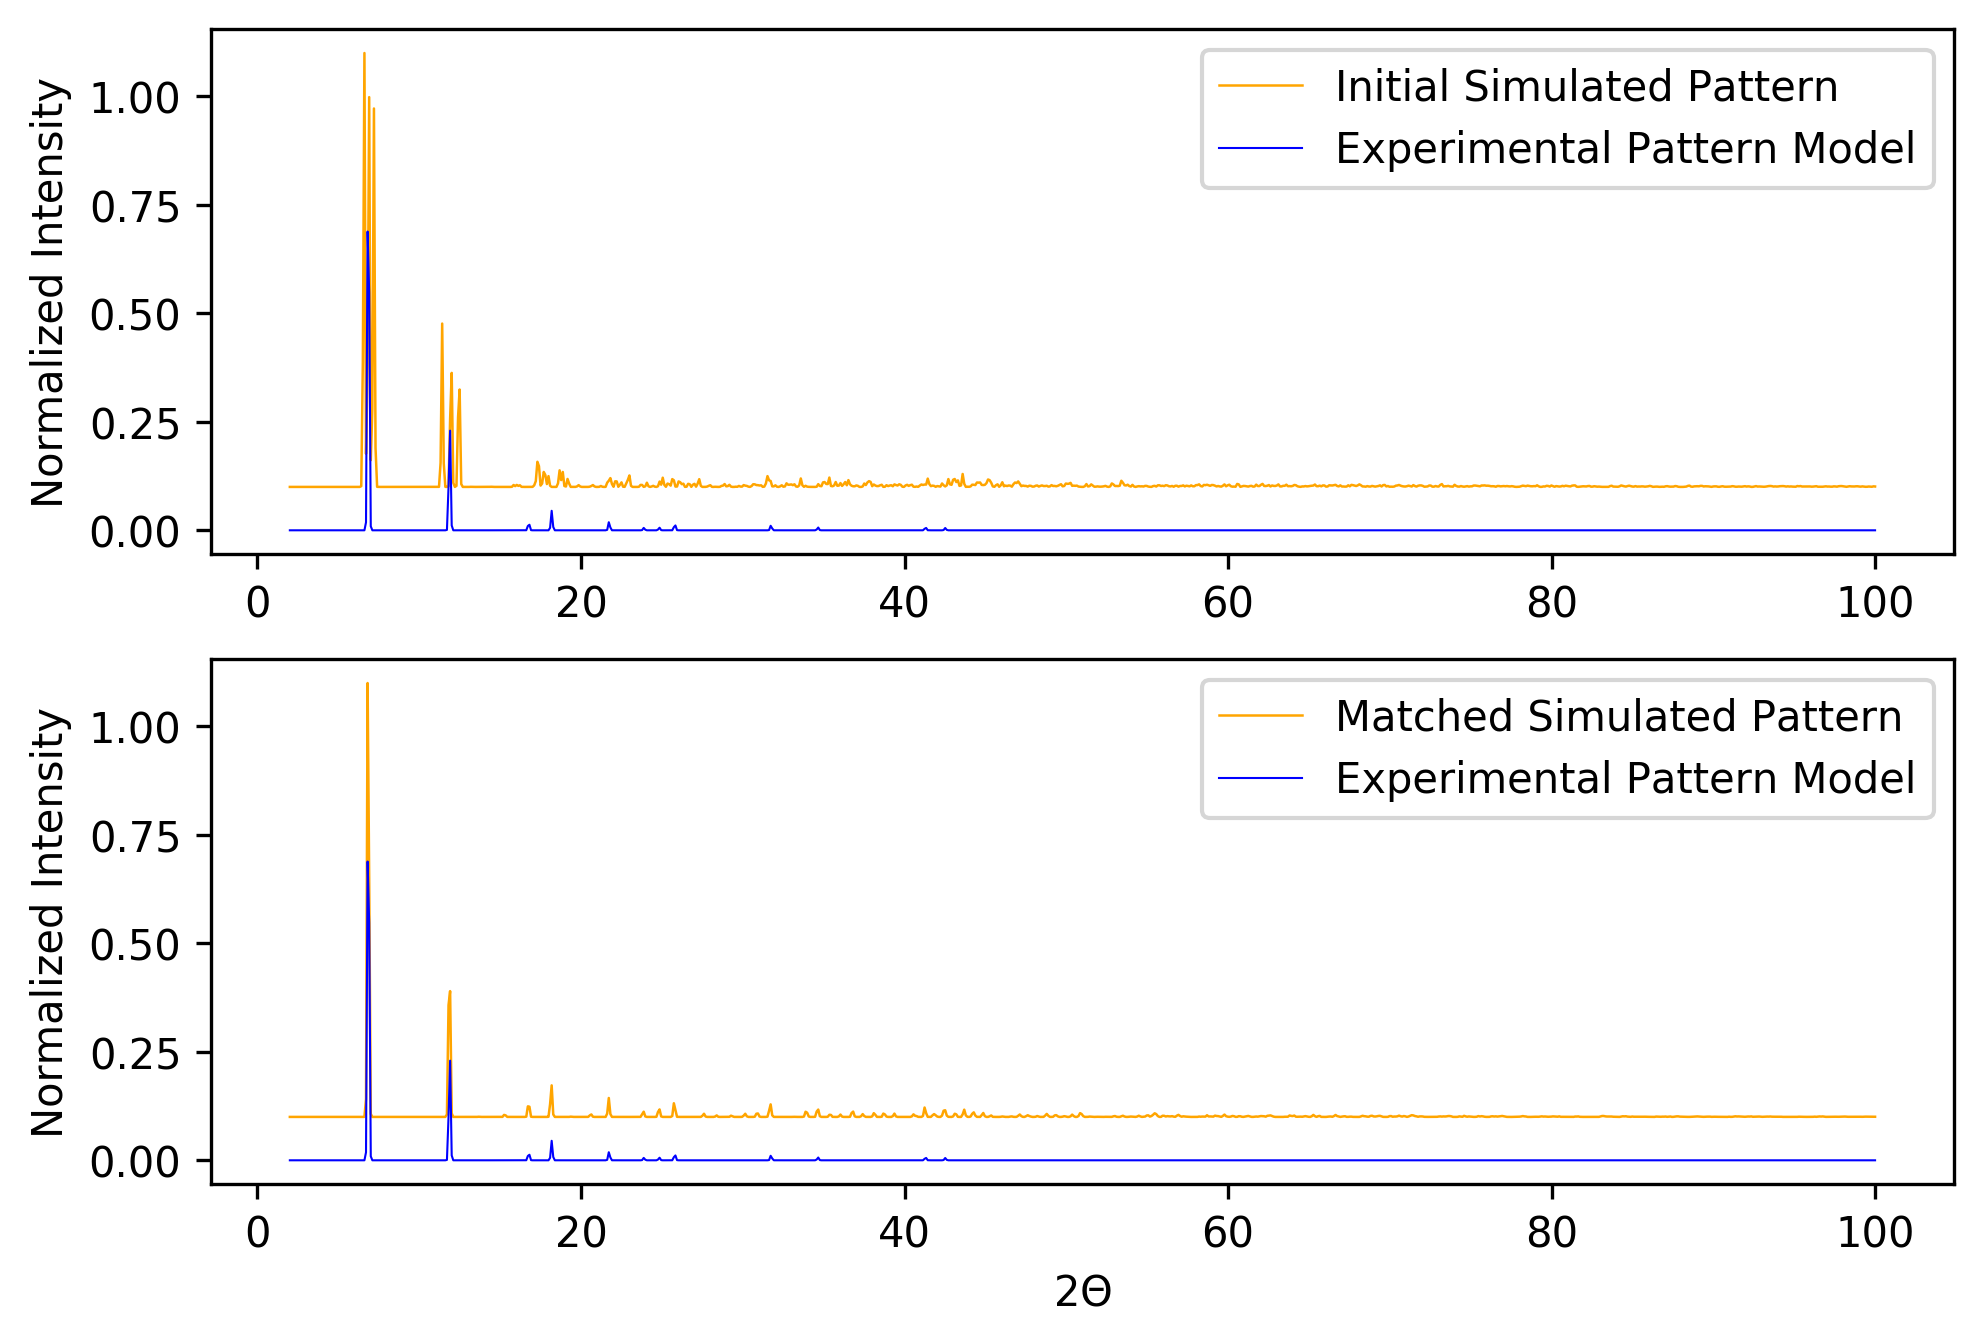 Normalized Intensity
1.00
0.75
0.50
0.25
0.00
Initial Simulated Pattern
Experimental Pattern Model
0 20 40 60 80 100
Normalized Intensity
1.00
0.75
0.50
0.25
0.00
Matched Simulated Pattern
Experimental Pattern Model
0 20 40 60 80 100
2Θ